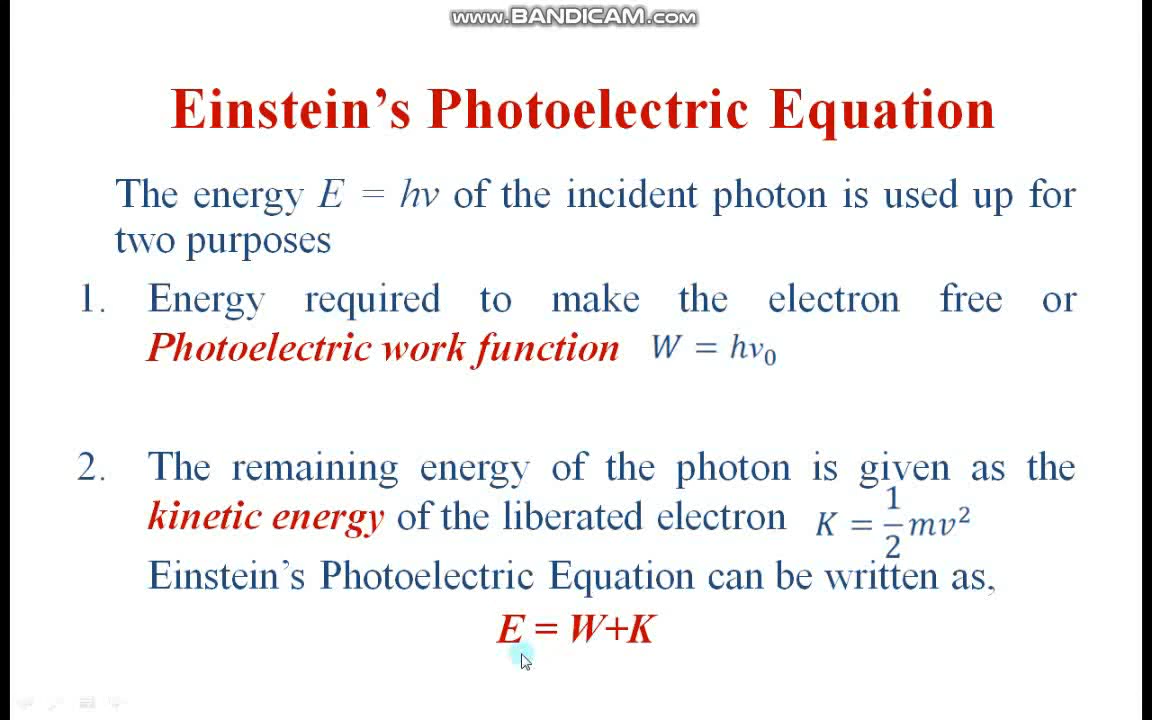 www.BANDICAM.com
Einstein’s Photoelectric Equation
The energy E = hν of the incident photon is used up for
two purposes
1. Energy required to make the electron free or
Photoelectric work function W = hν₀
2. The remaining energy of the photon is given as the
kinetic energy of the liberated electron K = 1/2 mv²
Einstein’s Photoelectric Equation can be written as,
E = W+K